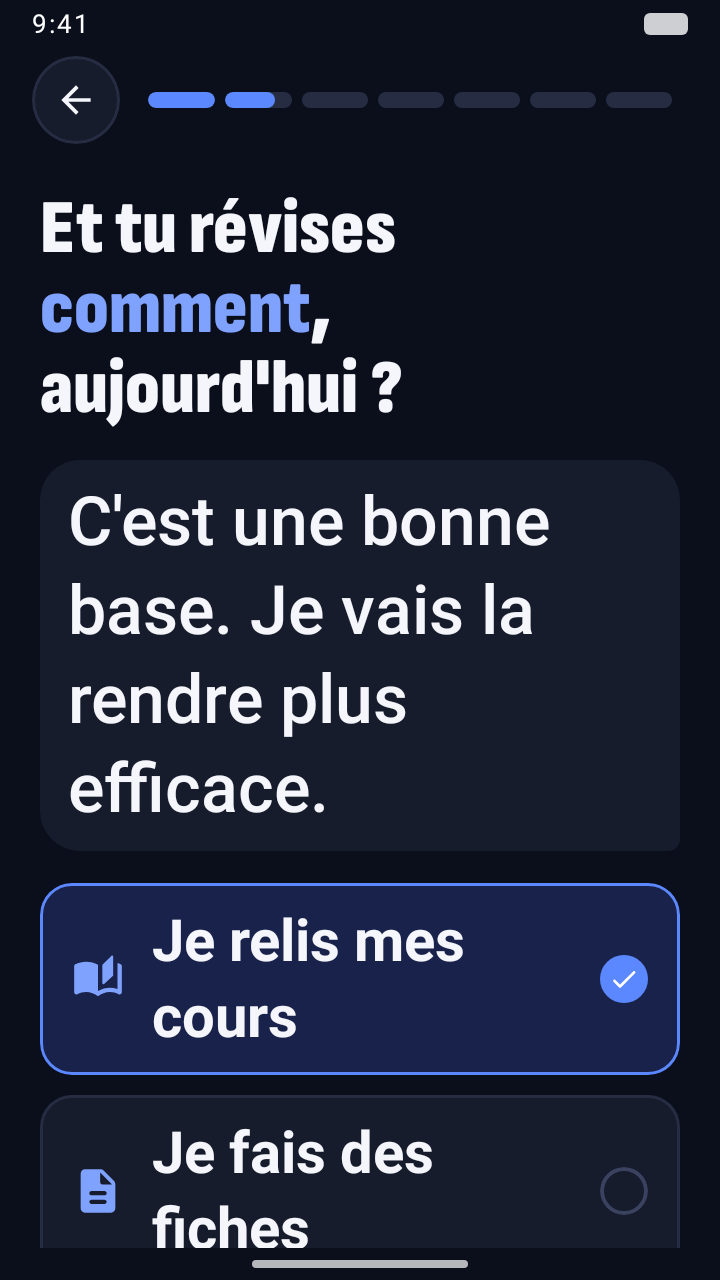 9:41
Et tu révises
comment,
aujourd'hui ?
C'est une bonne
base. Je vais la
rendre plus
efficace.
Je relis mes
cours
Je fais des
fiches